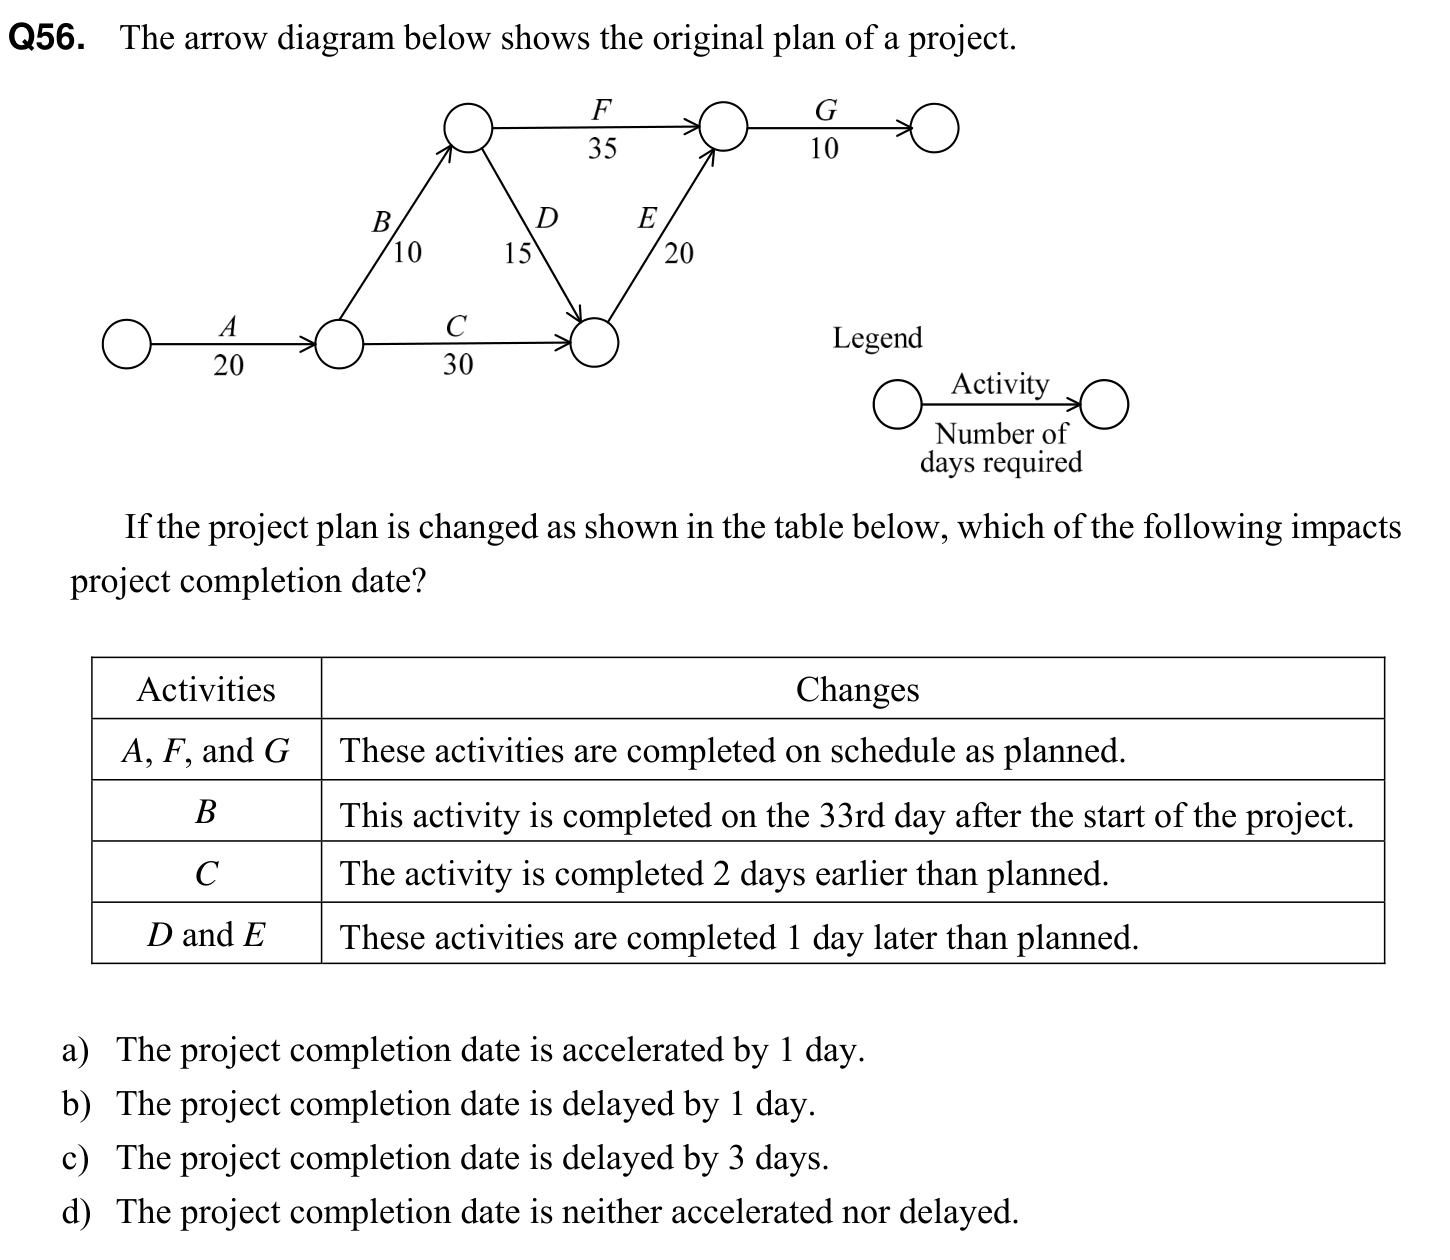 Q56. The arrow diagram below shows the original plan of a project.
F
35
G
10
B
10
D
15
E
20
A
20
C
30
Legend
Activity
Number of
days required
If the project plan is changed as shown in the table below, which of the following impacts
project completion date?
Activities Changes
A, F, and G These activities are completed on schedule as planned.
B This activity is completed on the 33rd day after the start of the project.
C The activity is completed 2 days earlier than planned.
D and E These activities are completed 1 day later than planned.
a) The project completion date is accelerated by 1 day.
b) The project completion date is delayed by 1 day.
c) The project completion date is delayed by 3 days.
d) The project completion date is neither accelerated nor delayed.